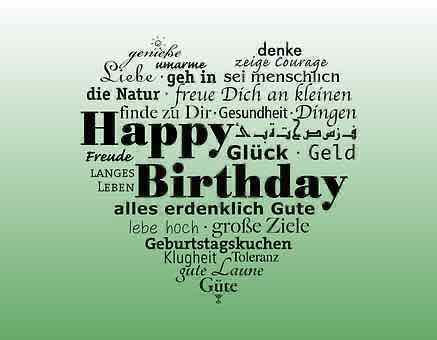 genieße
denke
umarme
zeige Courage
Liebe · geh in sei menschlich
die Natur · freue Dich an kleinen
finde zu Dir · Gesundheit · Dingen
Happy
Freude Glück · Geld
LANGES
LEBEN Birthday
alles erdenklich Gute
lebe hoch · große Ziele
Geburtstagskuchen
Klugheit · Toleranz
gute Laune
Güte